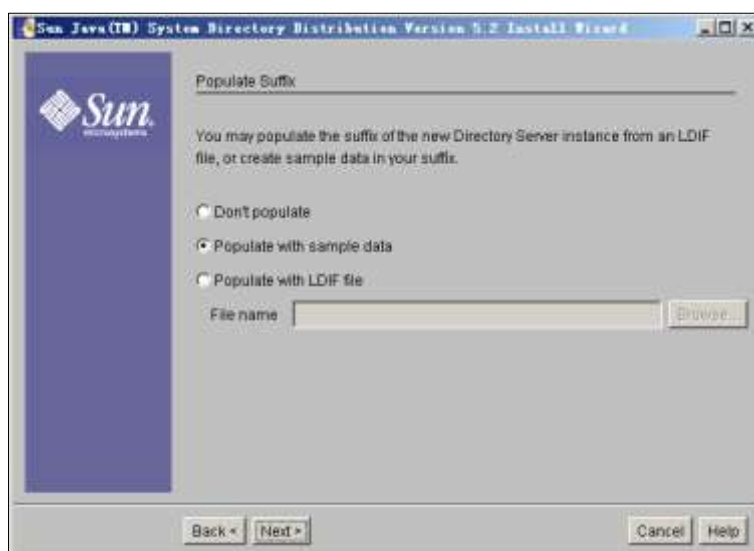 Sun Java(TM) System Directory Distribution Version 5.2 Install Wizard
Sun
microsystems
Populate Suffix
You may populate the suffix of the new Directory Server instance from an LDIF
file, or create sample data in your suffix.
Don't populate
Populate with sample data
Populate with LDIF file
File name
Browse...
Back <
Next >
Cancel
Help